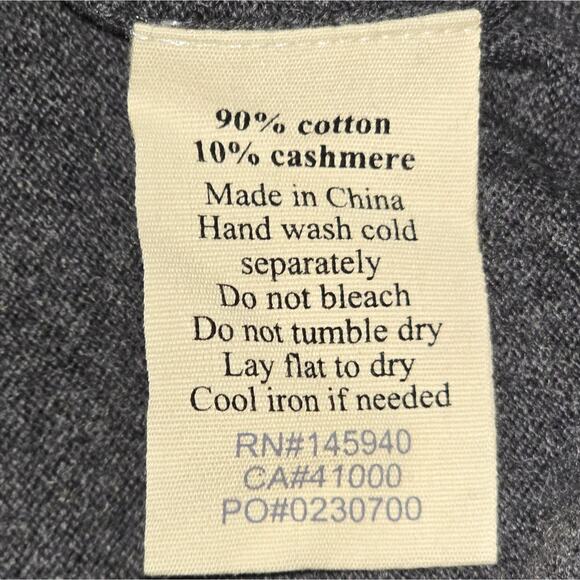 90% cotton
10% cashmere
Made in China
Hand wash cold
separately
Do not bleach
Do not tumble dry
Lay flat to dry
Cool iron if needed
RN#145940
CA#41000
PO#0230700